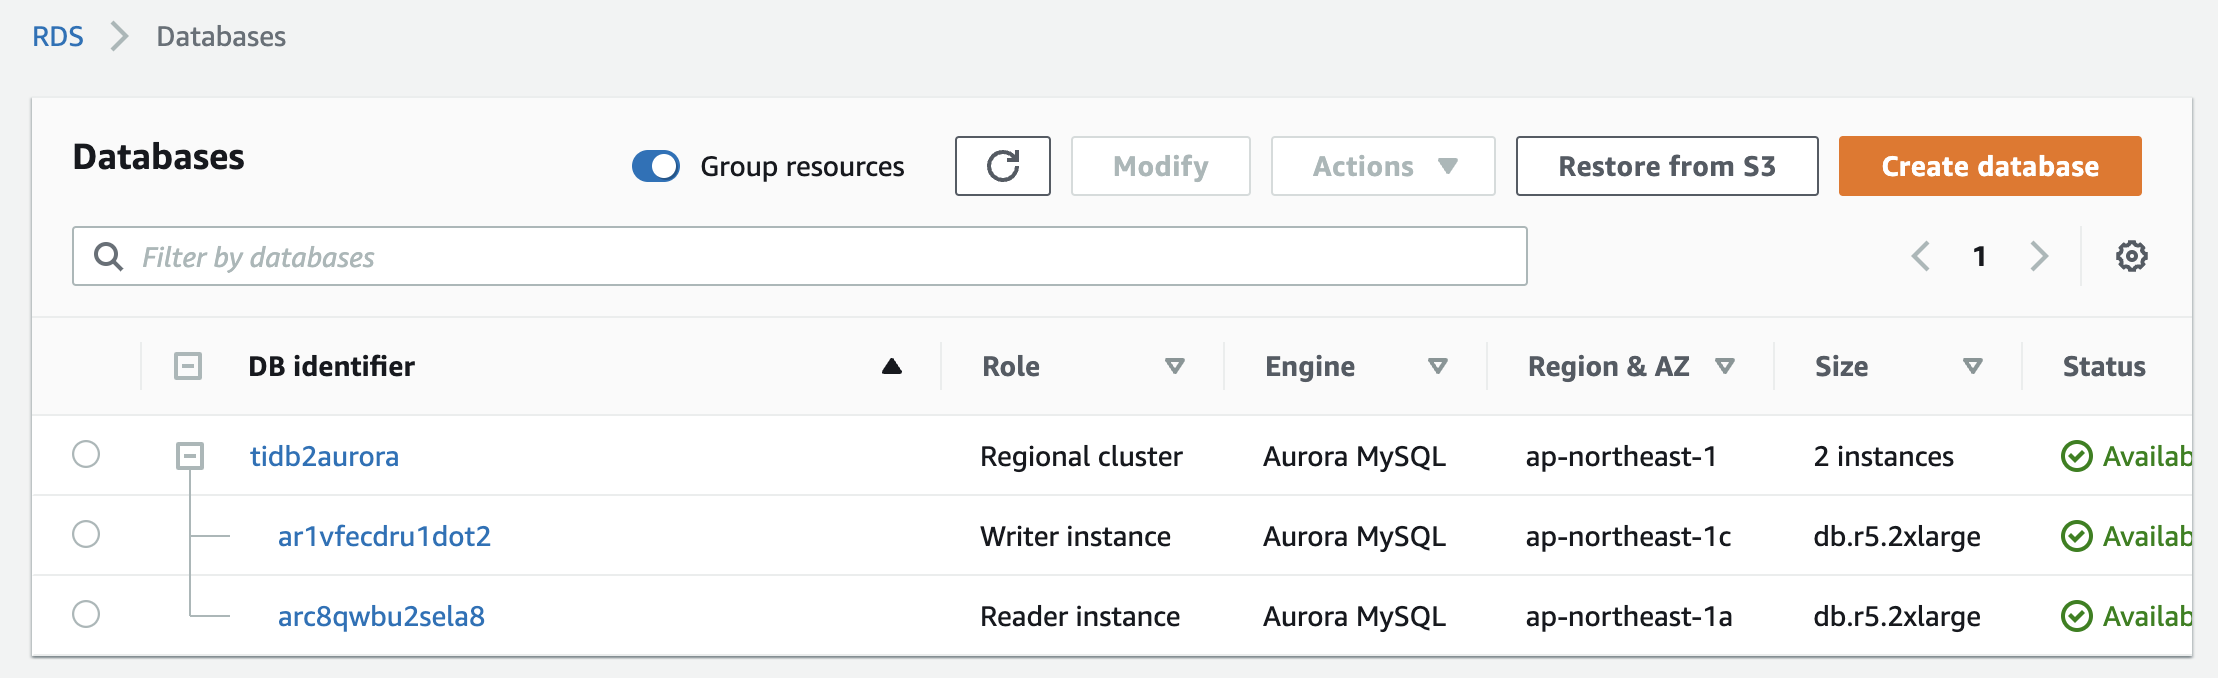 RDS > Databases
Databases Group resources Modify Actions Restore from S3 Create database
Filter by databases 1
DB identifier Role Engine Region & AZ Size Status
tidb2aurora Regional cluster Aurora MySQL ap-northeast-1 2 instances Availab
ar1vfecdru1dot2 Writer instance Aurora MySQL ap-northeast-1c db.r5.2xlarge Availab
arc8qwbu2sela8 Reader instance Aurora MySQL ap-northeast-1a db.r5.2xlarge Availab